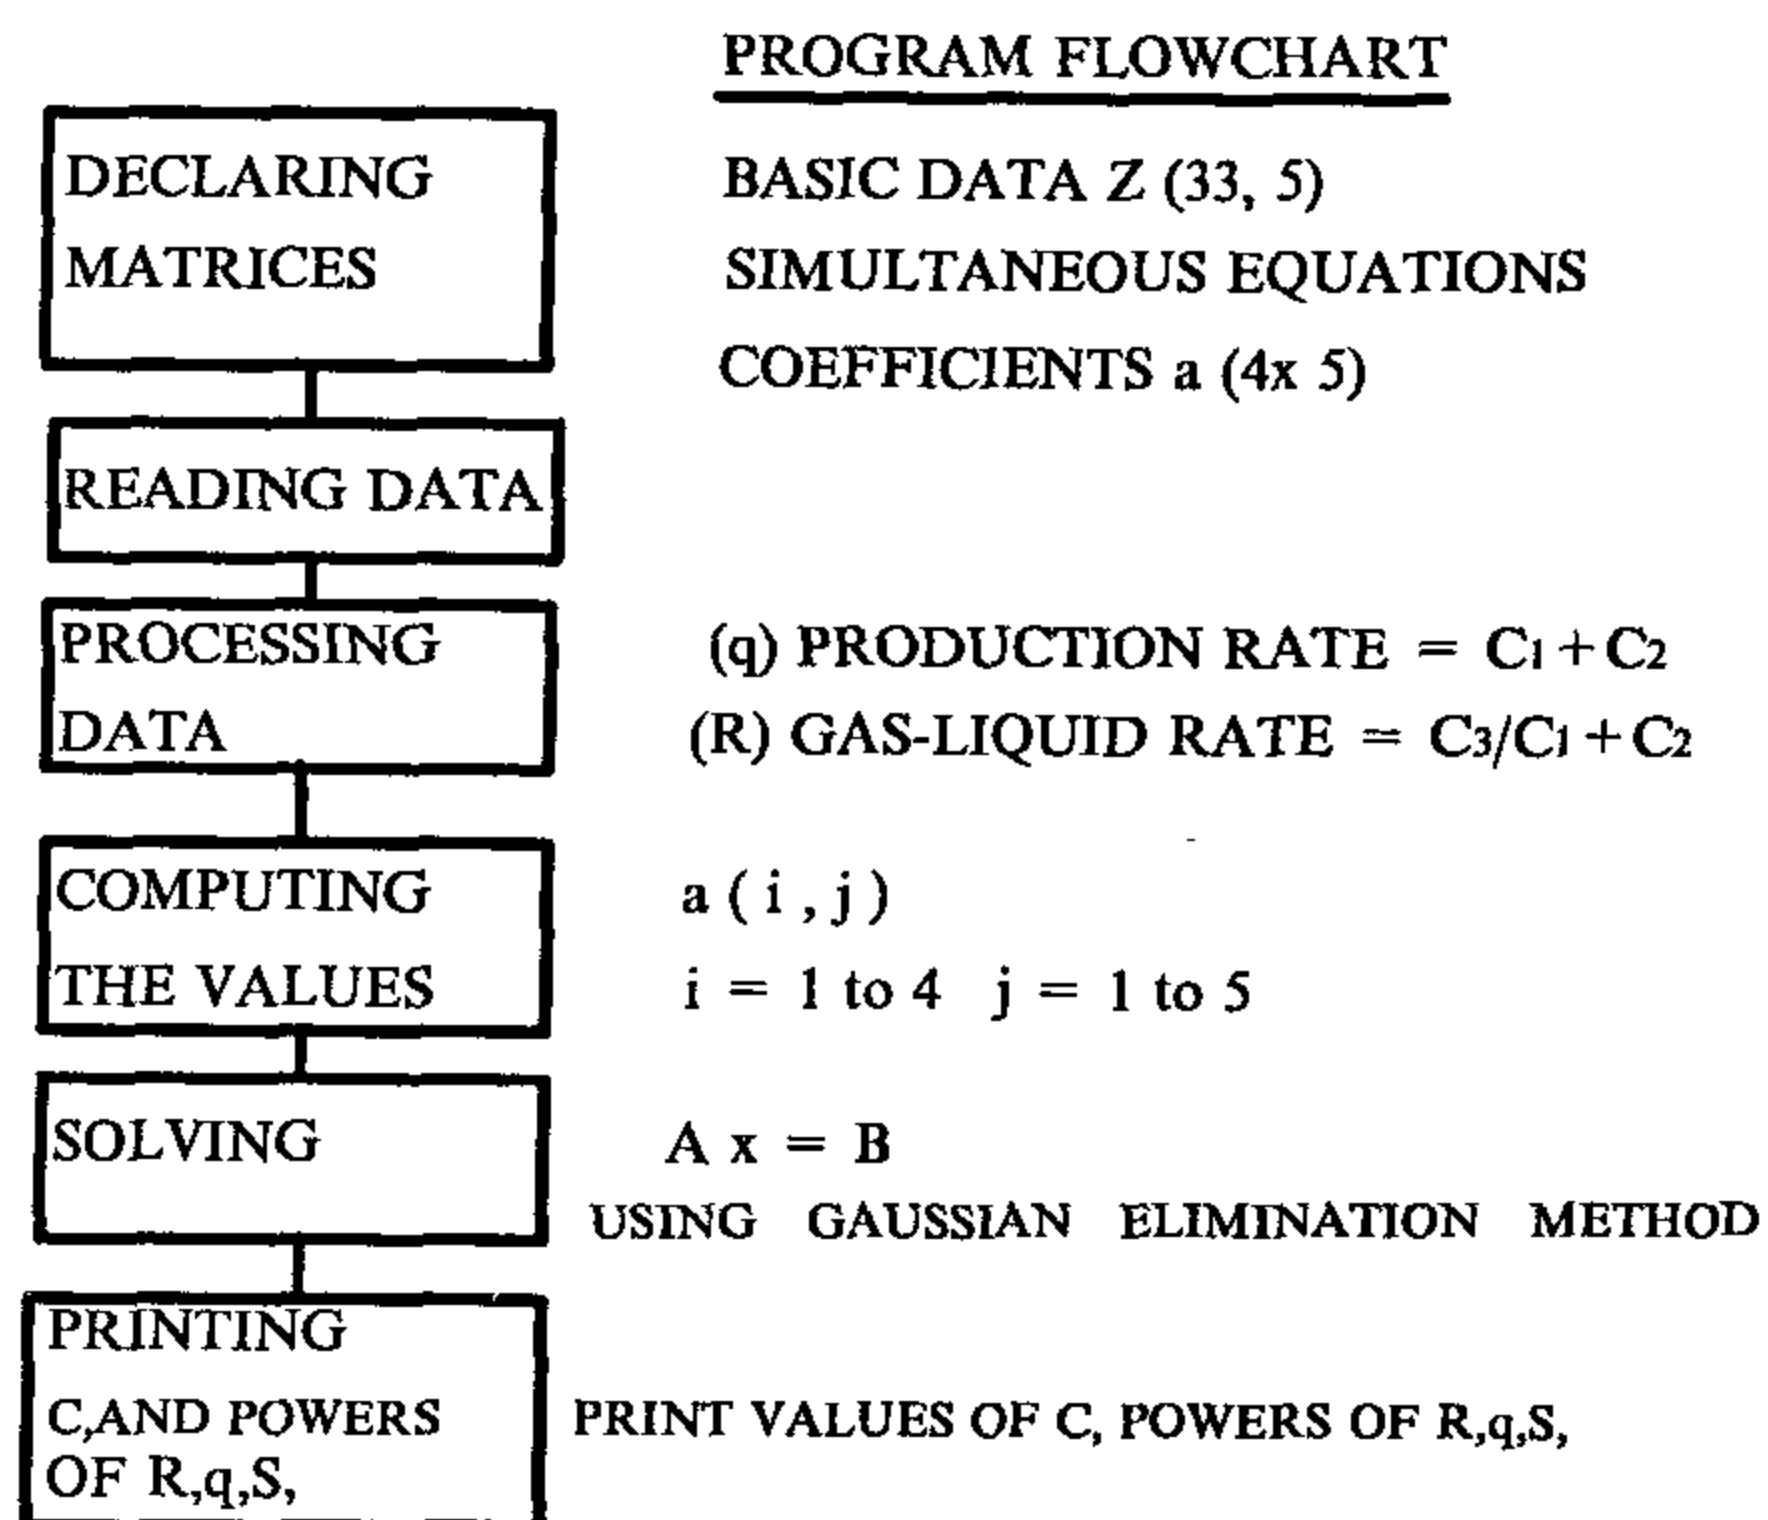 PROGRAM FLOWCHART
DECLARING
MATRICES
BASIC DATA Z (33, 5)
SIMULTANEOUS EQUATIONS
COEFFICIENTS a (4x 5)
READING DATA
PROCESSING
DATA
(q) PRODUCTION RATE = C1+C2
(R) GAS-LIQUID RATE = C3/C1+C2
COMPUTING
THE VALUES
a ( i , j )
i = 1 to 4 j = 1 to 5
SOLVING
A x = B
USING GAUSSIAN ELIMINATION METHOD
PRINTING
C,AND POWERS
OF R,q,S,
PRINT VALUES OF C, POWERS OF R,q,S,